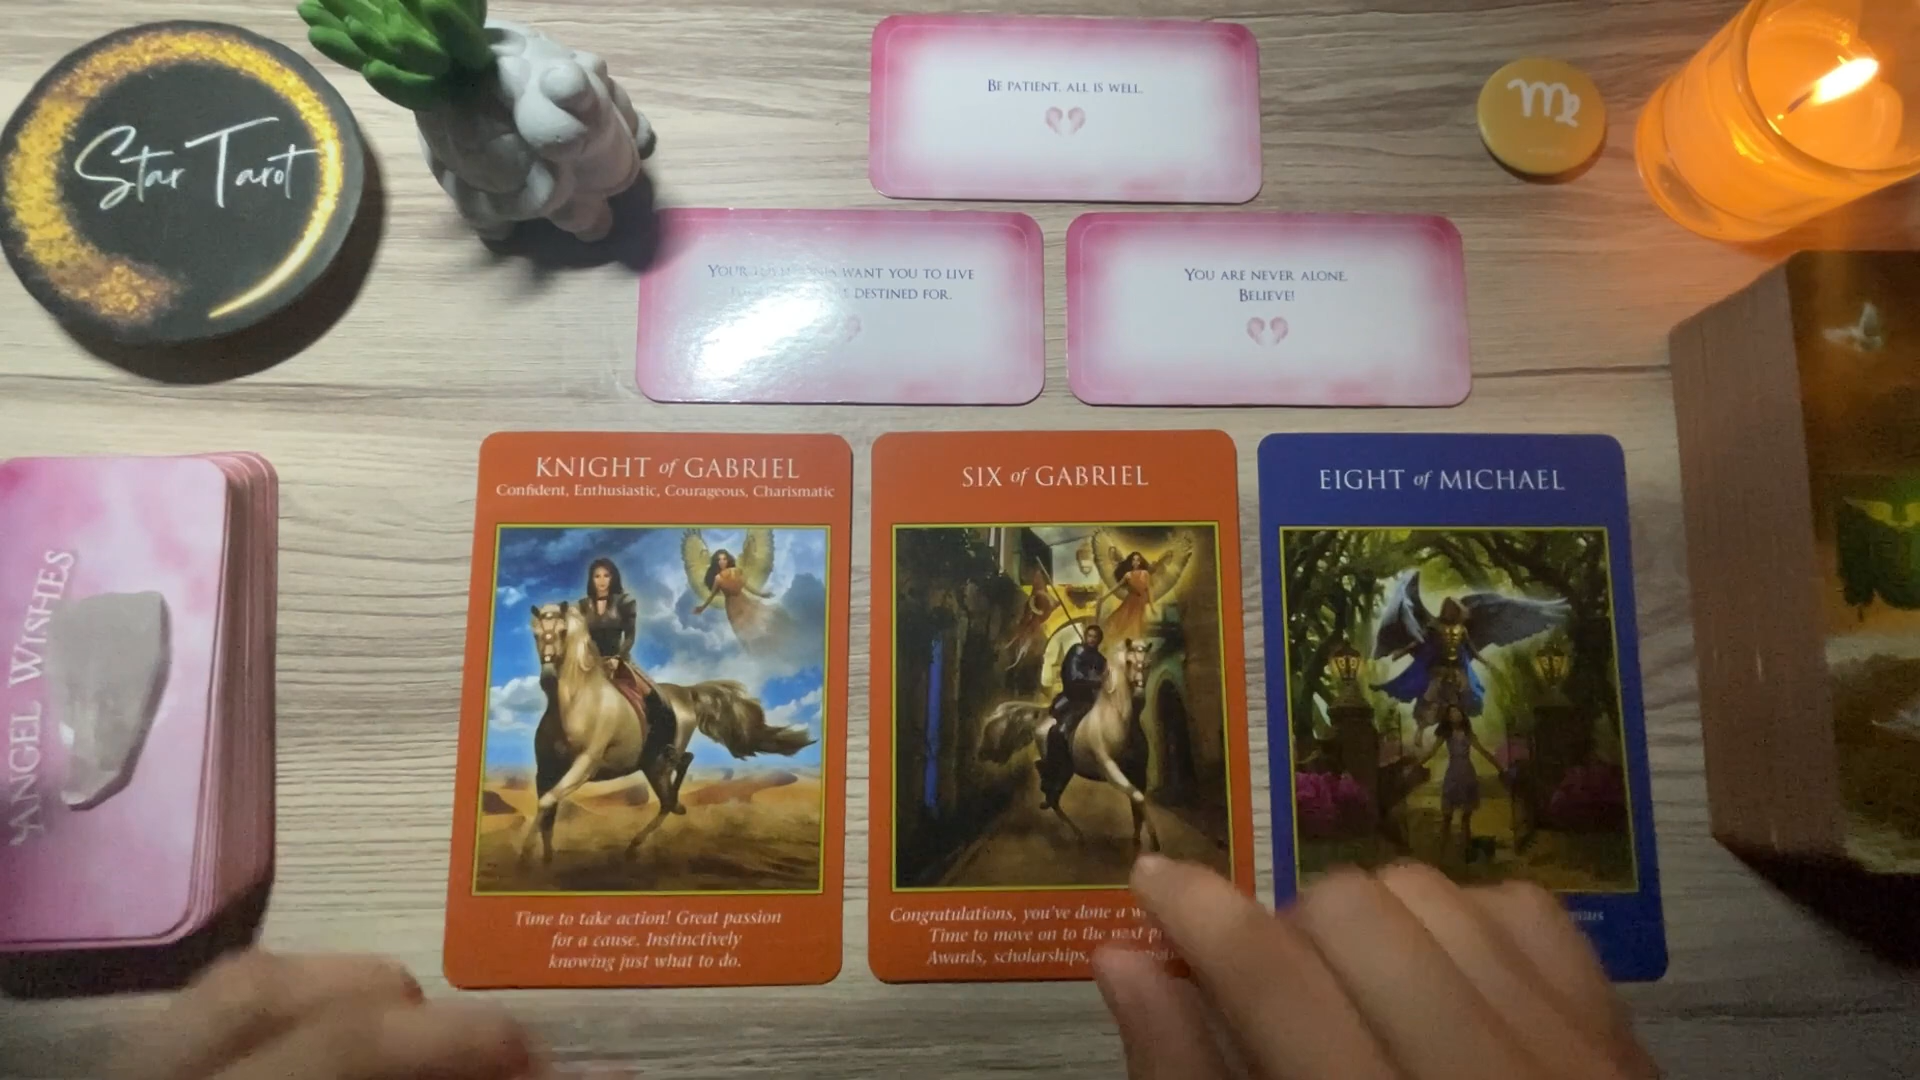 Star Tarot
BE PATIENT, ALL IS WELL.
WANT YOU TO LIVE
DESTINED FOR.
YOU ARE NEVER ALONE.
BELIEVE!
ANGEL WISHES
KNIGHT of GABRIEL
Confident, Enthusiastic, Courageous, Charismatic
Time to take action! Great passion
for a cause. Instinctively
knowing just what to do.
SIX of GABRIEL
Congratulations, you've done a
Time to move on to the next
Awards, scholarships,
EIGHT of MICHAEL